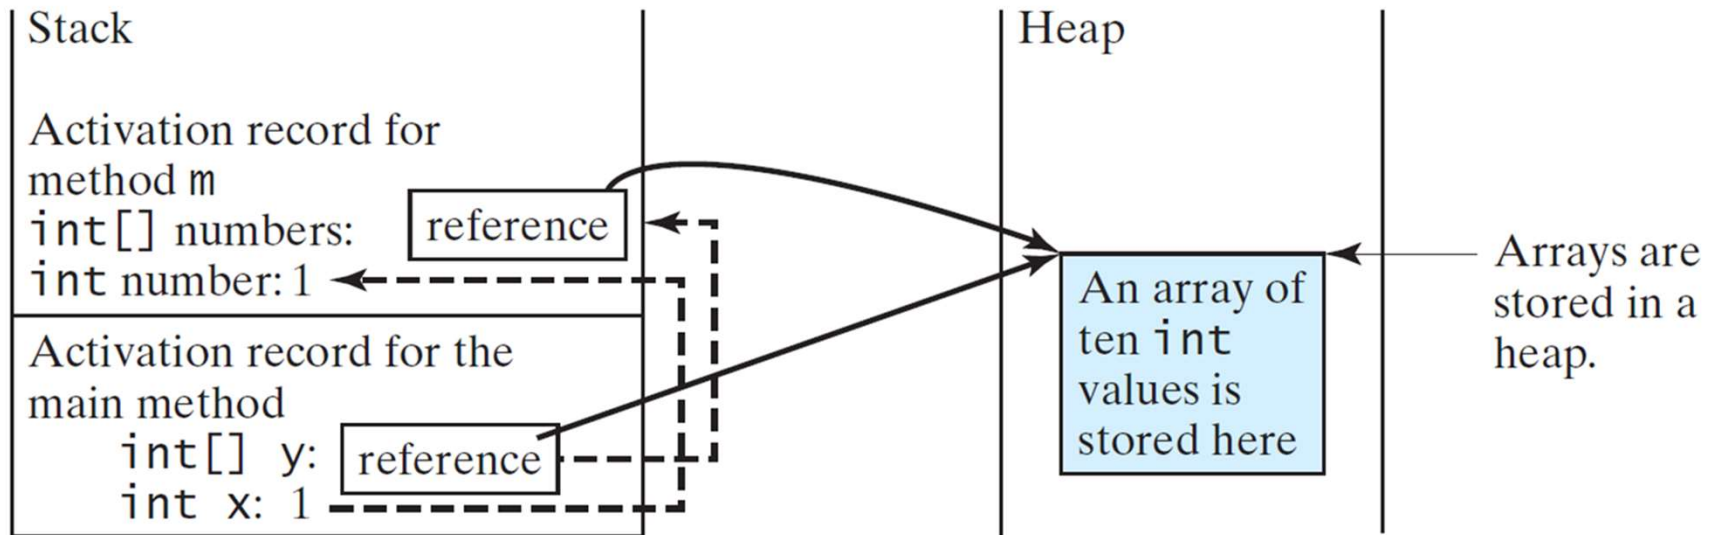 Stack
Activation record for
method m
int[] numbers:
reference
int number: 1
Activation record for the
main method
int[] y:
reference
int x: 1
Heap
An array of
ten int
values is
stored here
Arrays are
stored in a
heap.